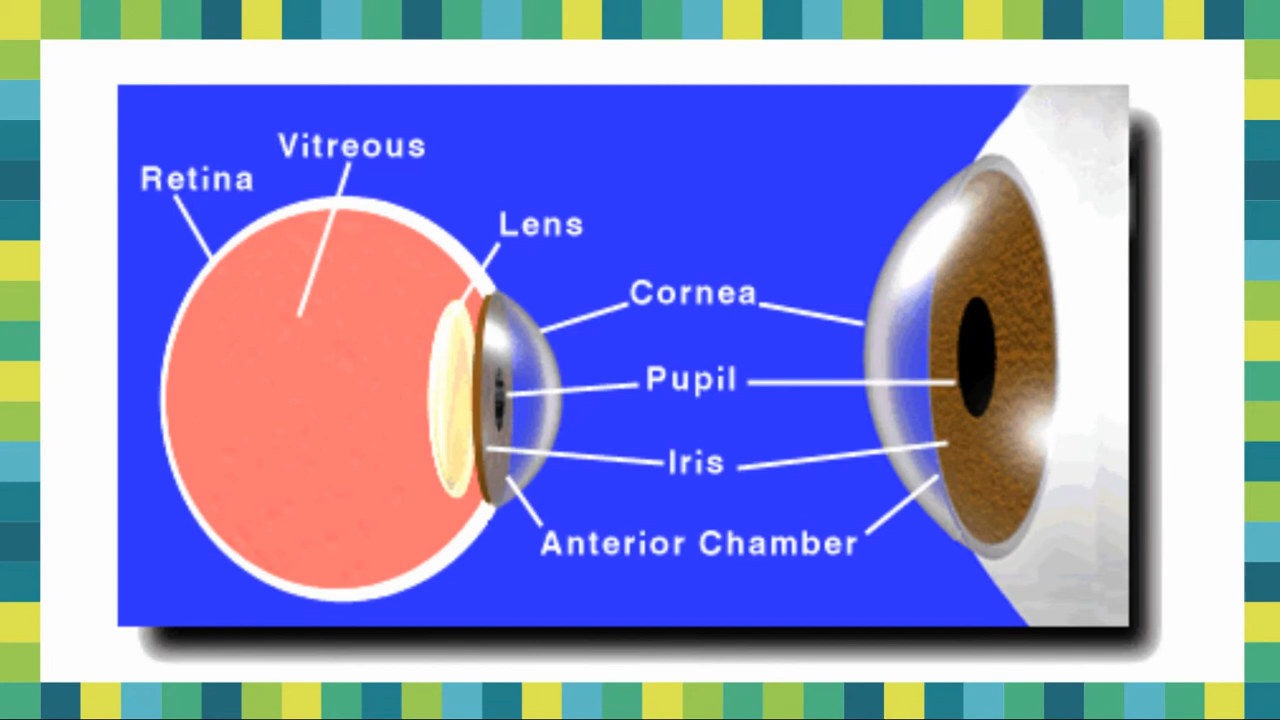 Vitreous
Retina
Lens
Cornea
Pupil
Iris
Anterior Chamber